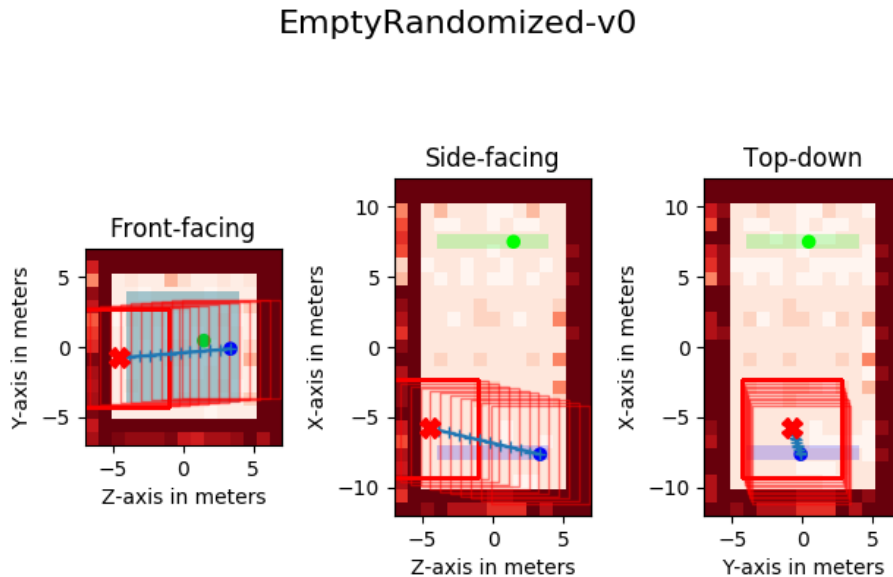 EmptyRandomized-v0
Front-facing
Y-axis in meters
5
0
−5
−5
0
5
Z-axis in meters
Side-facing
X-axis in meters
10
5
0
−5
−10
−5
0
5
Z-axis in meters
Top-down
X-axis in meters
10
5
0
−5
−10
−5
0
5
Y-axis in meters